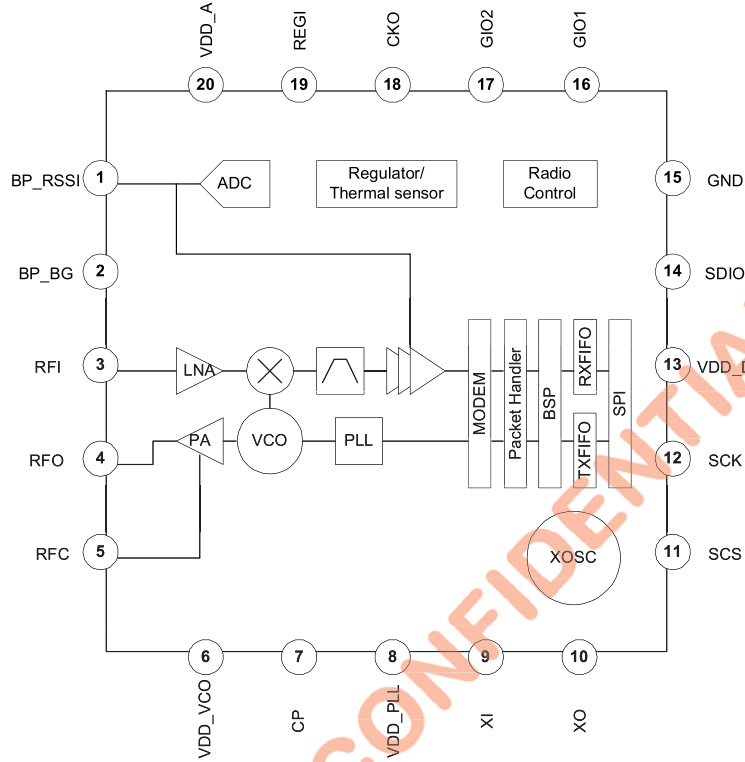 VDD_A
REGI
CKO
GIO2
GIO1
20
19
18
17
16
BP_RSSI
1
ADC
Regulator/
Thermal sensor
Radio
Control
15
GND
BP_BG
2
14
SDIO
RFI
3
LNA
MODEM
Packet Handler
BSP
RXFIFO
TXFIFO
SPI
13
RFO
4
PA
VCO
PLL
12
SCK
RFC
5
XOSC
11
SCS
6
7
8
9
10
VDD_VCO
CP
VDD_PLL
XI
XO